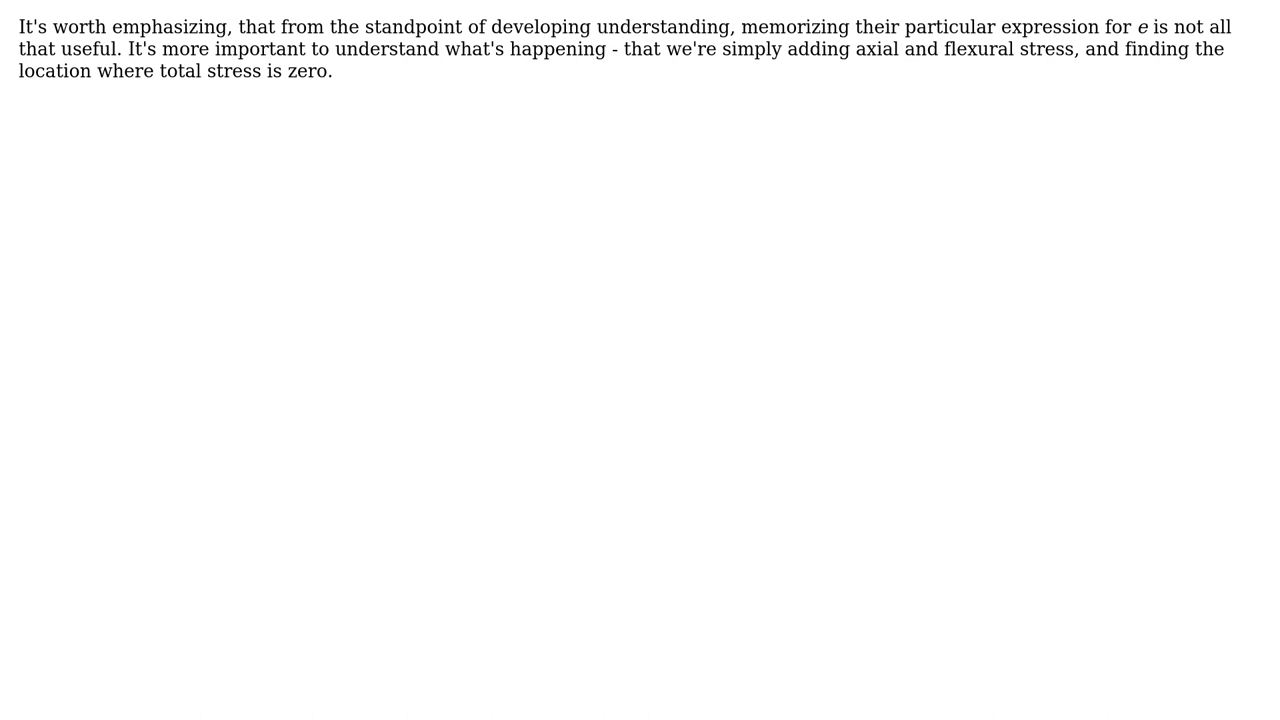 It's worth emphasizing, that from the standpoint of developing understanding, memorizing their particular expression for e is not all
that useful. It's more important to understand what's happening - that we're simply adding axial and flexural stress, and finding the
location where total stress is zero.